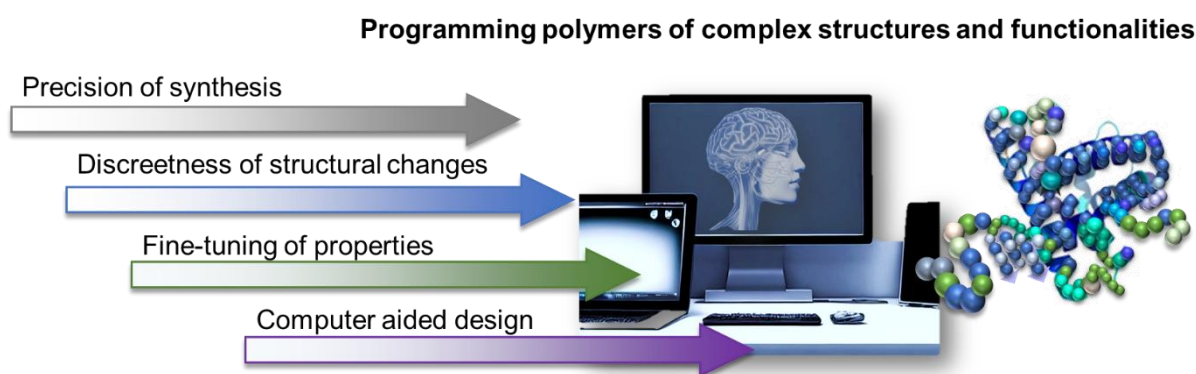 Programming polymers of complex structures and functionalities
Precision of synthesis
Discreetness of structural changes
Fine-tuning of properties
Computer aided design